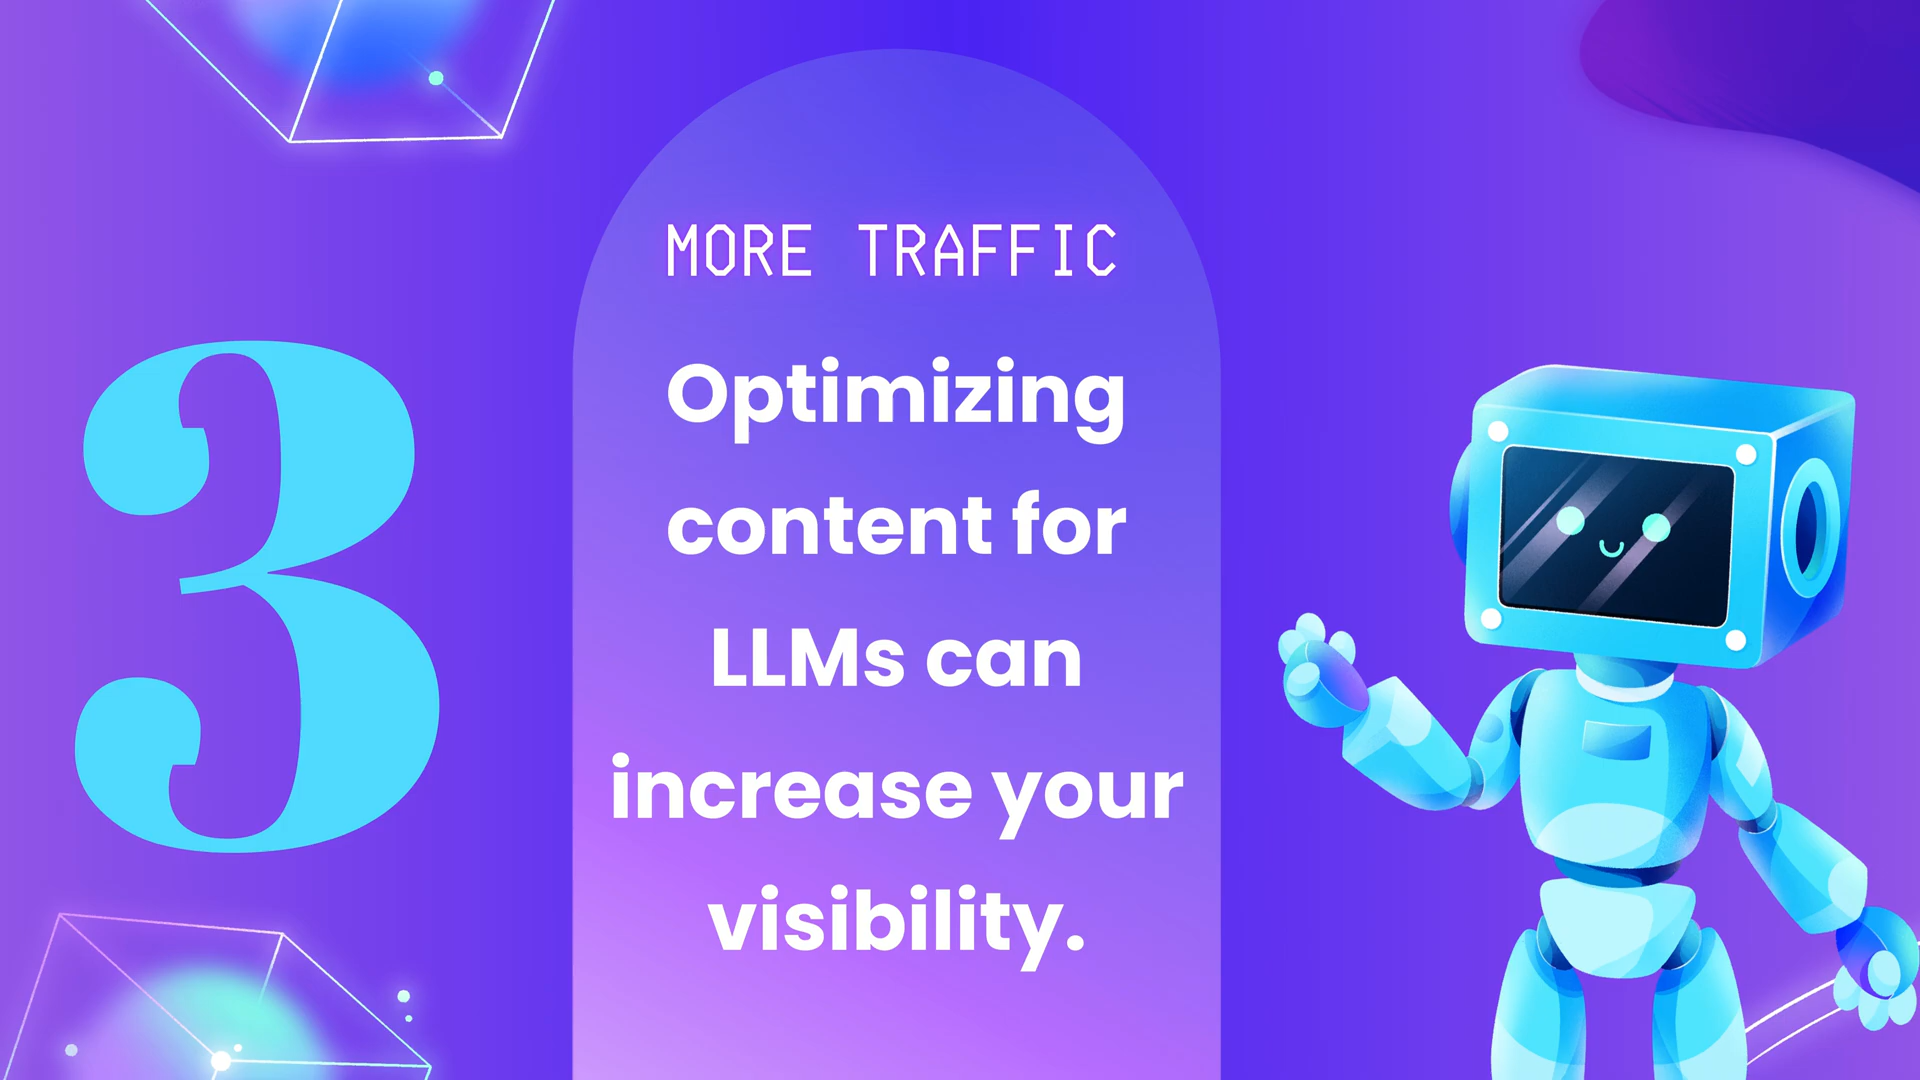 3
MORE TRAFFIC
Optimizing
content for
LLMs can
increase your
visibility.